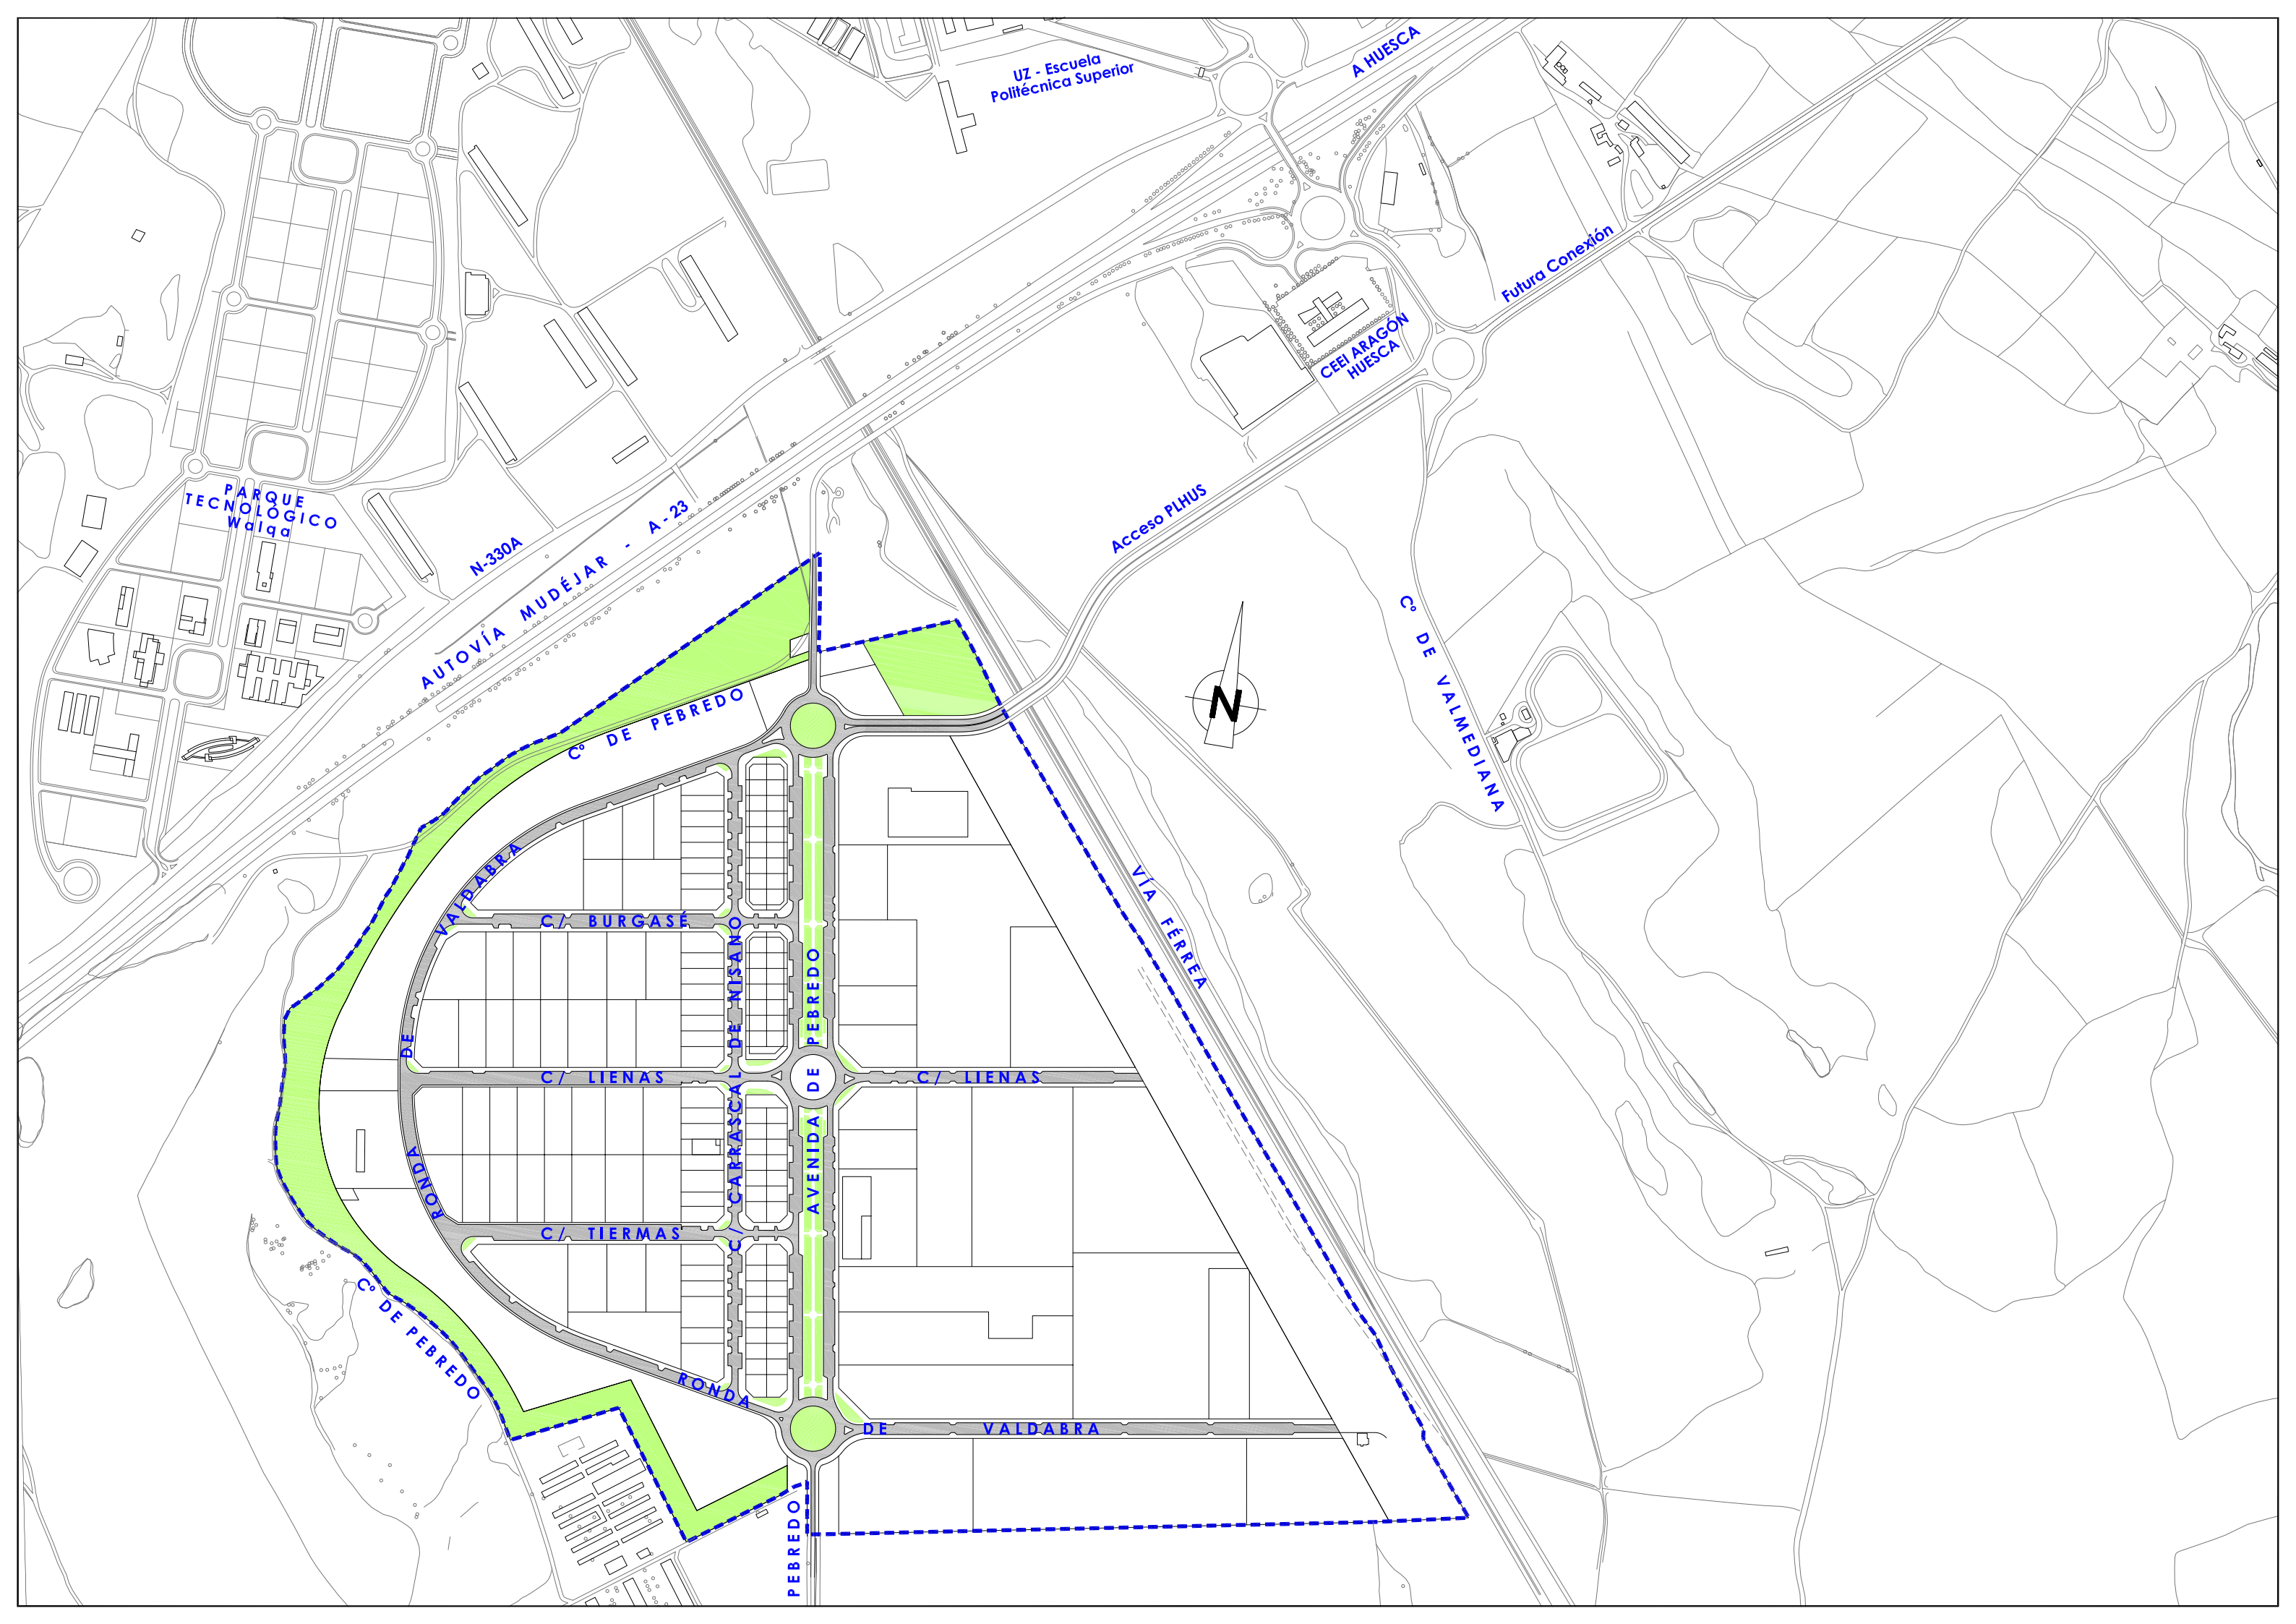 UZ - Escuela
Politécnica Superior
A HUESCA
Futura Conexión
CEEI ARAGÓN
HUESCA
PARQUE
TECNOLÓGICO
Walqa
N-330A
AUTOVÍA MUDÉJAR - A - 23
Acceso PLHUS
Cº DE VALMEDIANA
N
Cº DE PEBREDO
VÍA FÉRREA
RONDA DE VALDABRA
C/ BURGASÉ
C/ CARRASCAL DE NISANO
AVENIDA DE PEBREDO
C/ LIENAS
C/ LIENAS
C/ TIERMAS
Cº DE PEBREDO
RONDA DE VALDABRA
PEBREDO